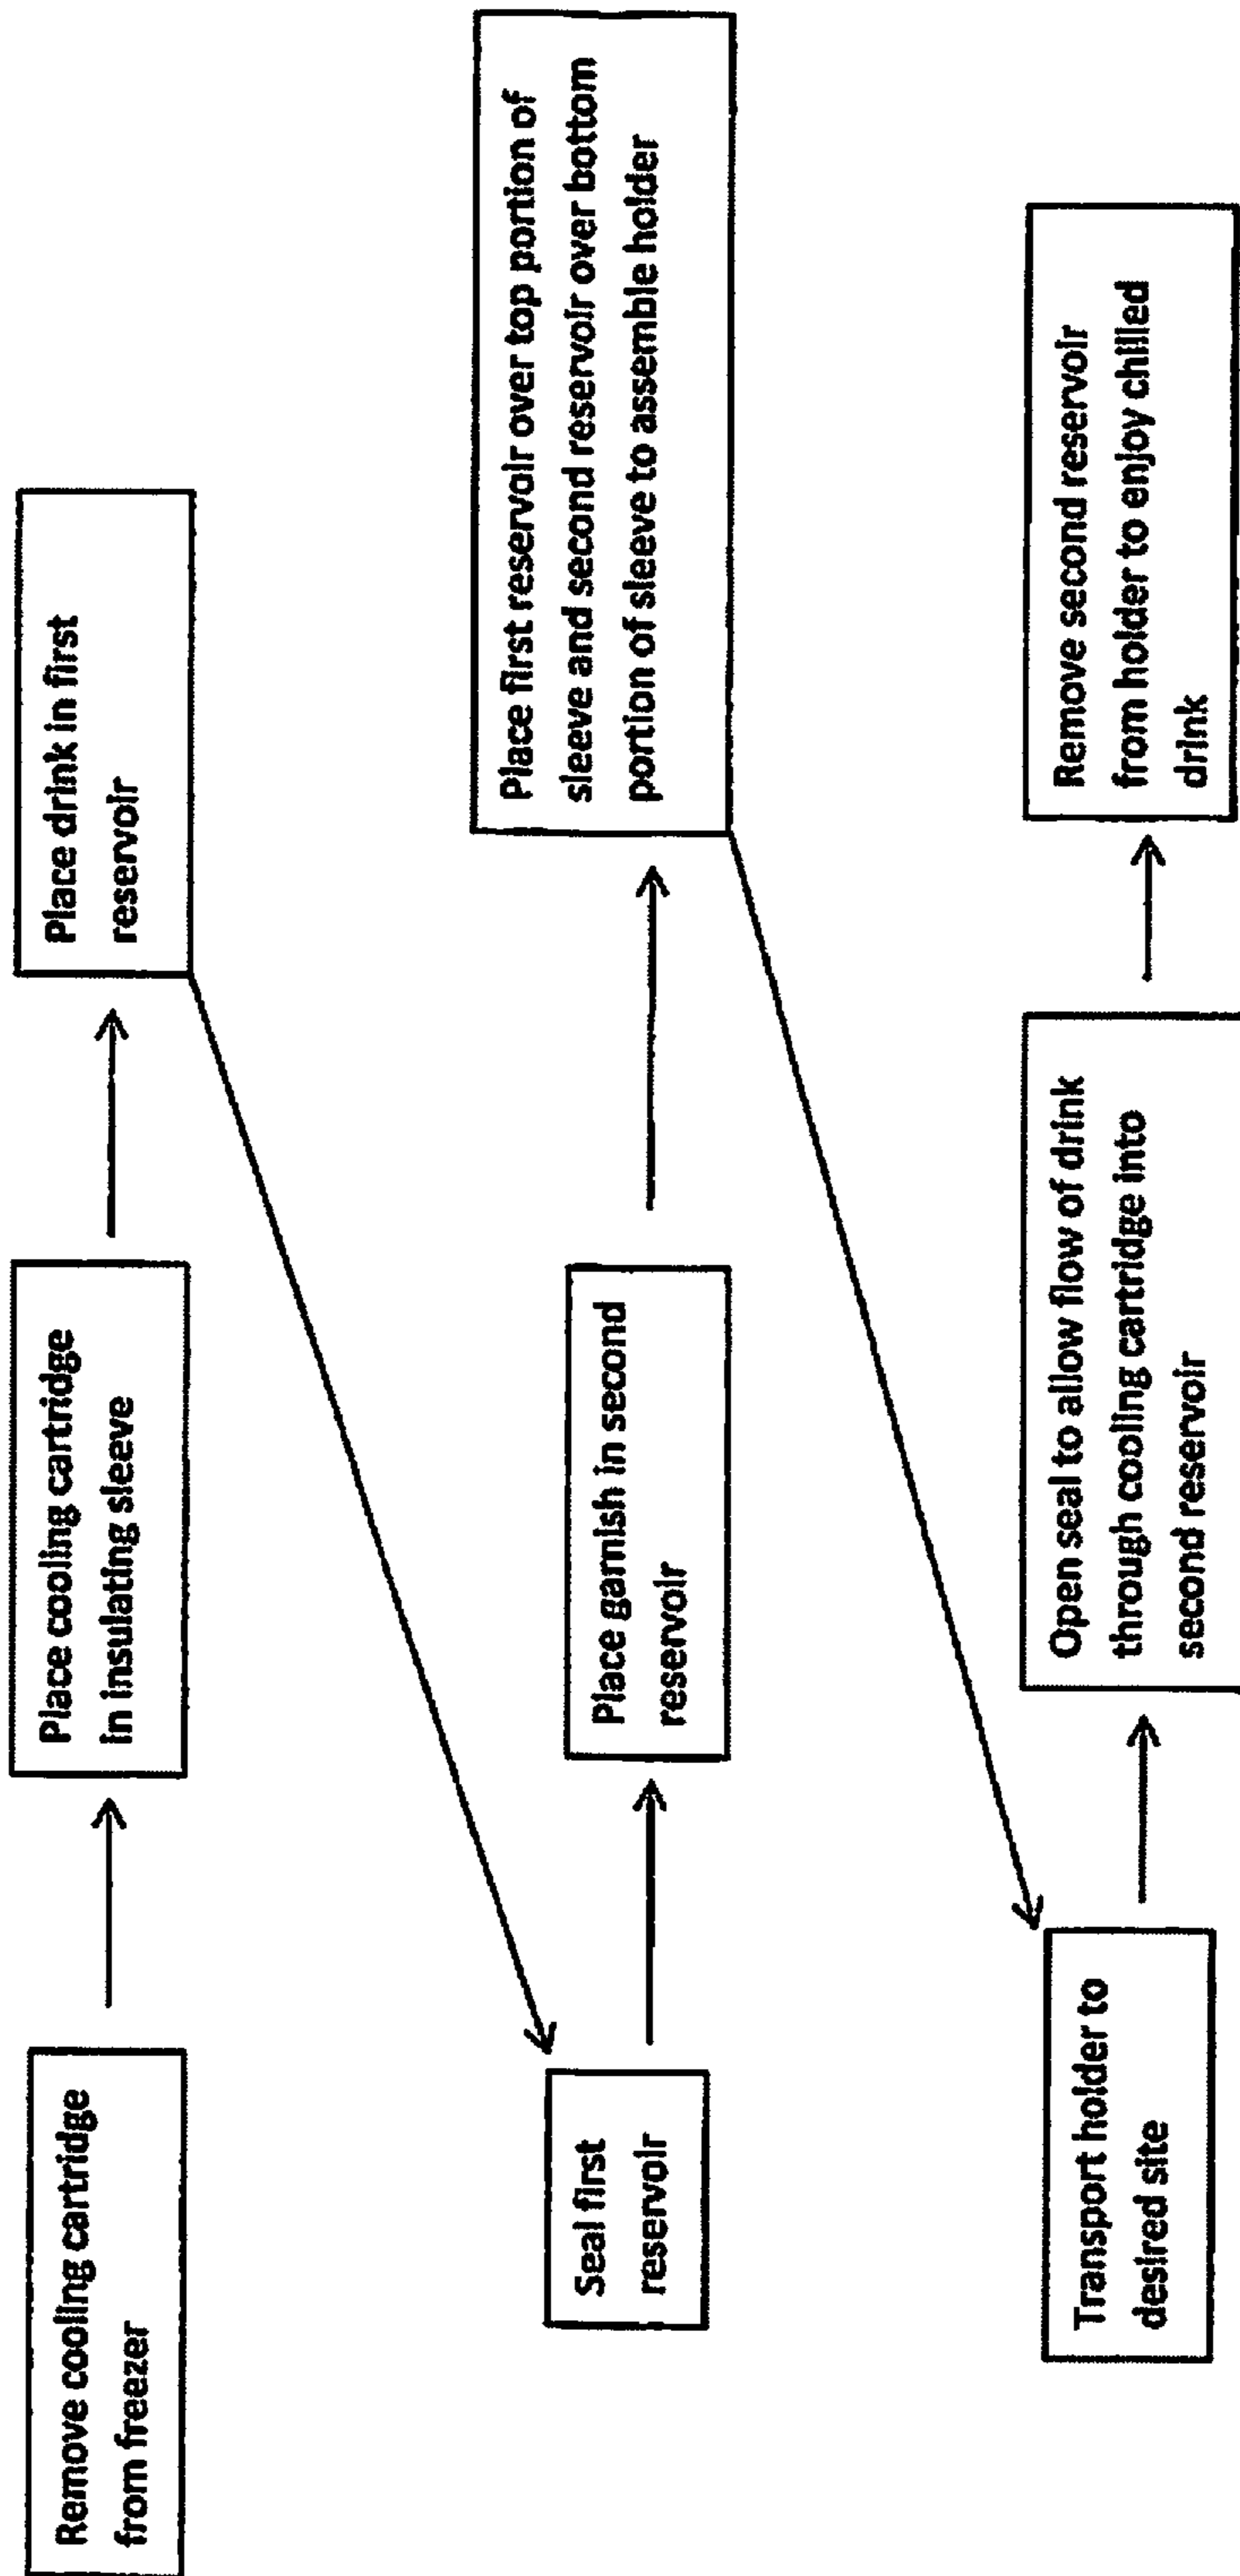 Remove cooling cartridge
from freezer
Place cooling cartridge
in insulating sleeve
Place drink in first
reservoir
Seal first
reservoir
Place garnish in second
reservoir
Place first reservoir over top portion of
sleeve and second reservoir over bottom
portion of sleeve to assemble holder
Transport holder to
desired site
Open seal to allow flow of drink
through cooling cartridge into
second reservoir
Remove second reservoir
from holder to enjoy chilled
drink